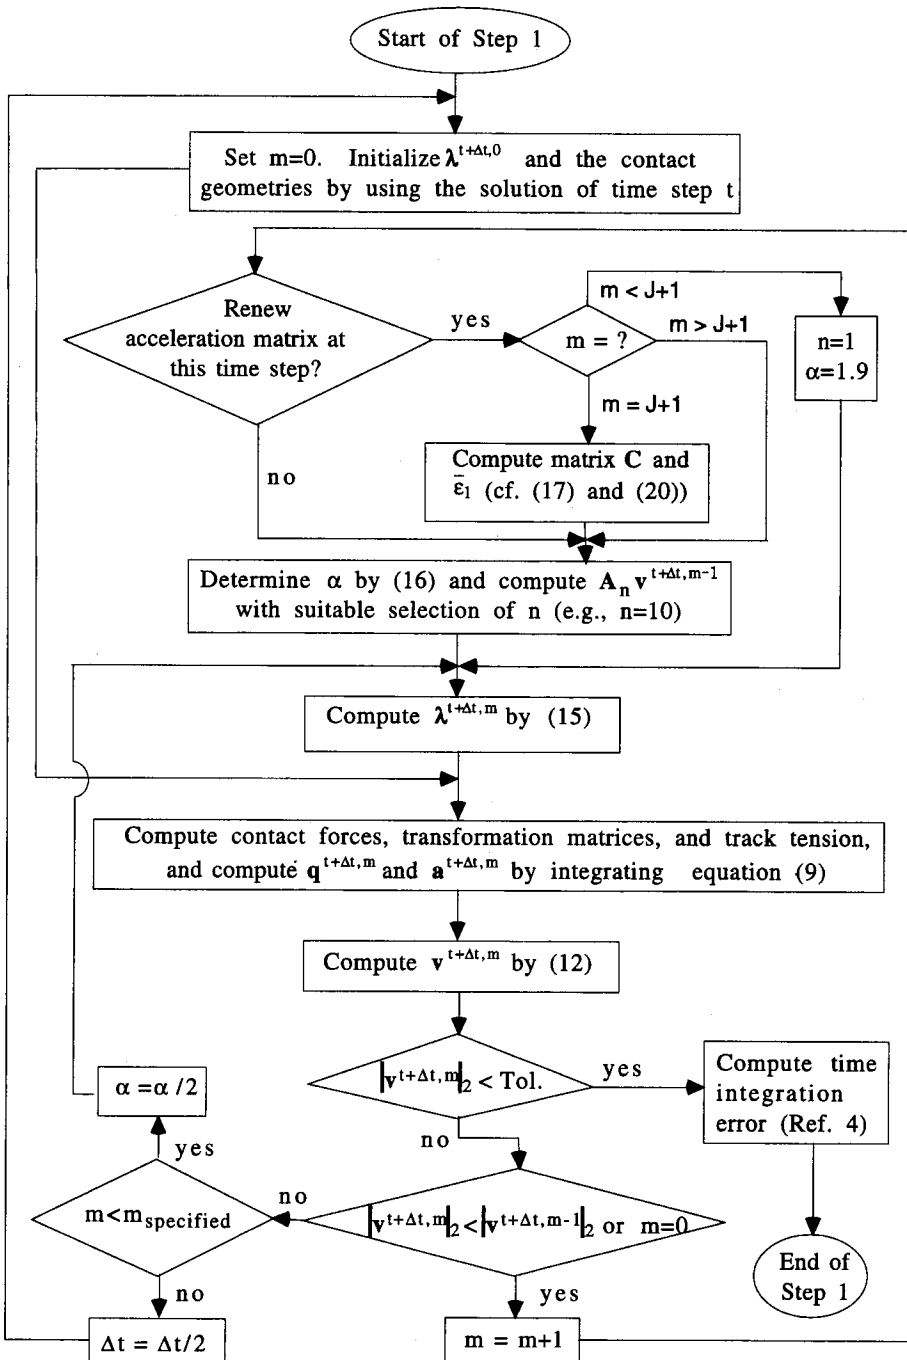 Start of Step 1
Set m=0. Initialize λ^{t+Δt,0} and the contact
geometries by using the solution of time step t
Renew
acceleration matrix at
this time step?
yes
m = ?
m < J+1
m > J+1
n=1
α=1.9
m = J+1
no
Compute matrix C and
ε̄₁ (cf. (17) and (20))
Determine α by (16) and compute Aₙ v^{t+Δt,m-1}
with suitable selection of n (e.g., n=10)
Compute λ^{t+Δt,m} by (15)
Compute contact forces, transformation matrices, and track tension,
and compute q^{t+Δt,m} and a^{t+Δt,m} by integrating equation (9)
Compute v^{t+Δt,m} by (12)
|v^{t+Δt,m}|₂ < Tol.
yes
Compute time
integration
error (Ref. 4)
α = α /2
no
yes
m<m_{specified}
no
|v^{t+Δt,m}|₂ < |v^{t+Δt,m-1}|₂ or m=0
End of
Step 1
no
yes
Δt = Δt/2
m = m+1